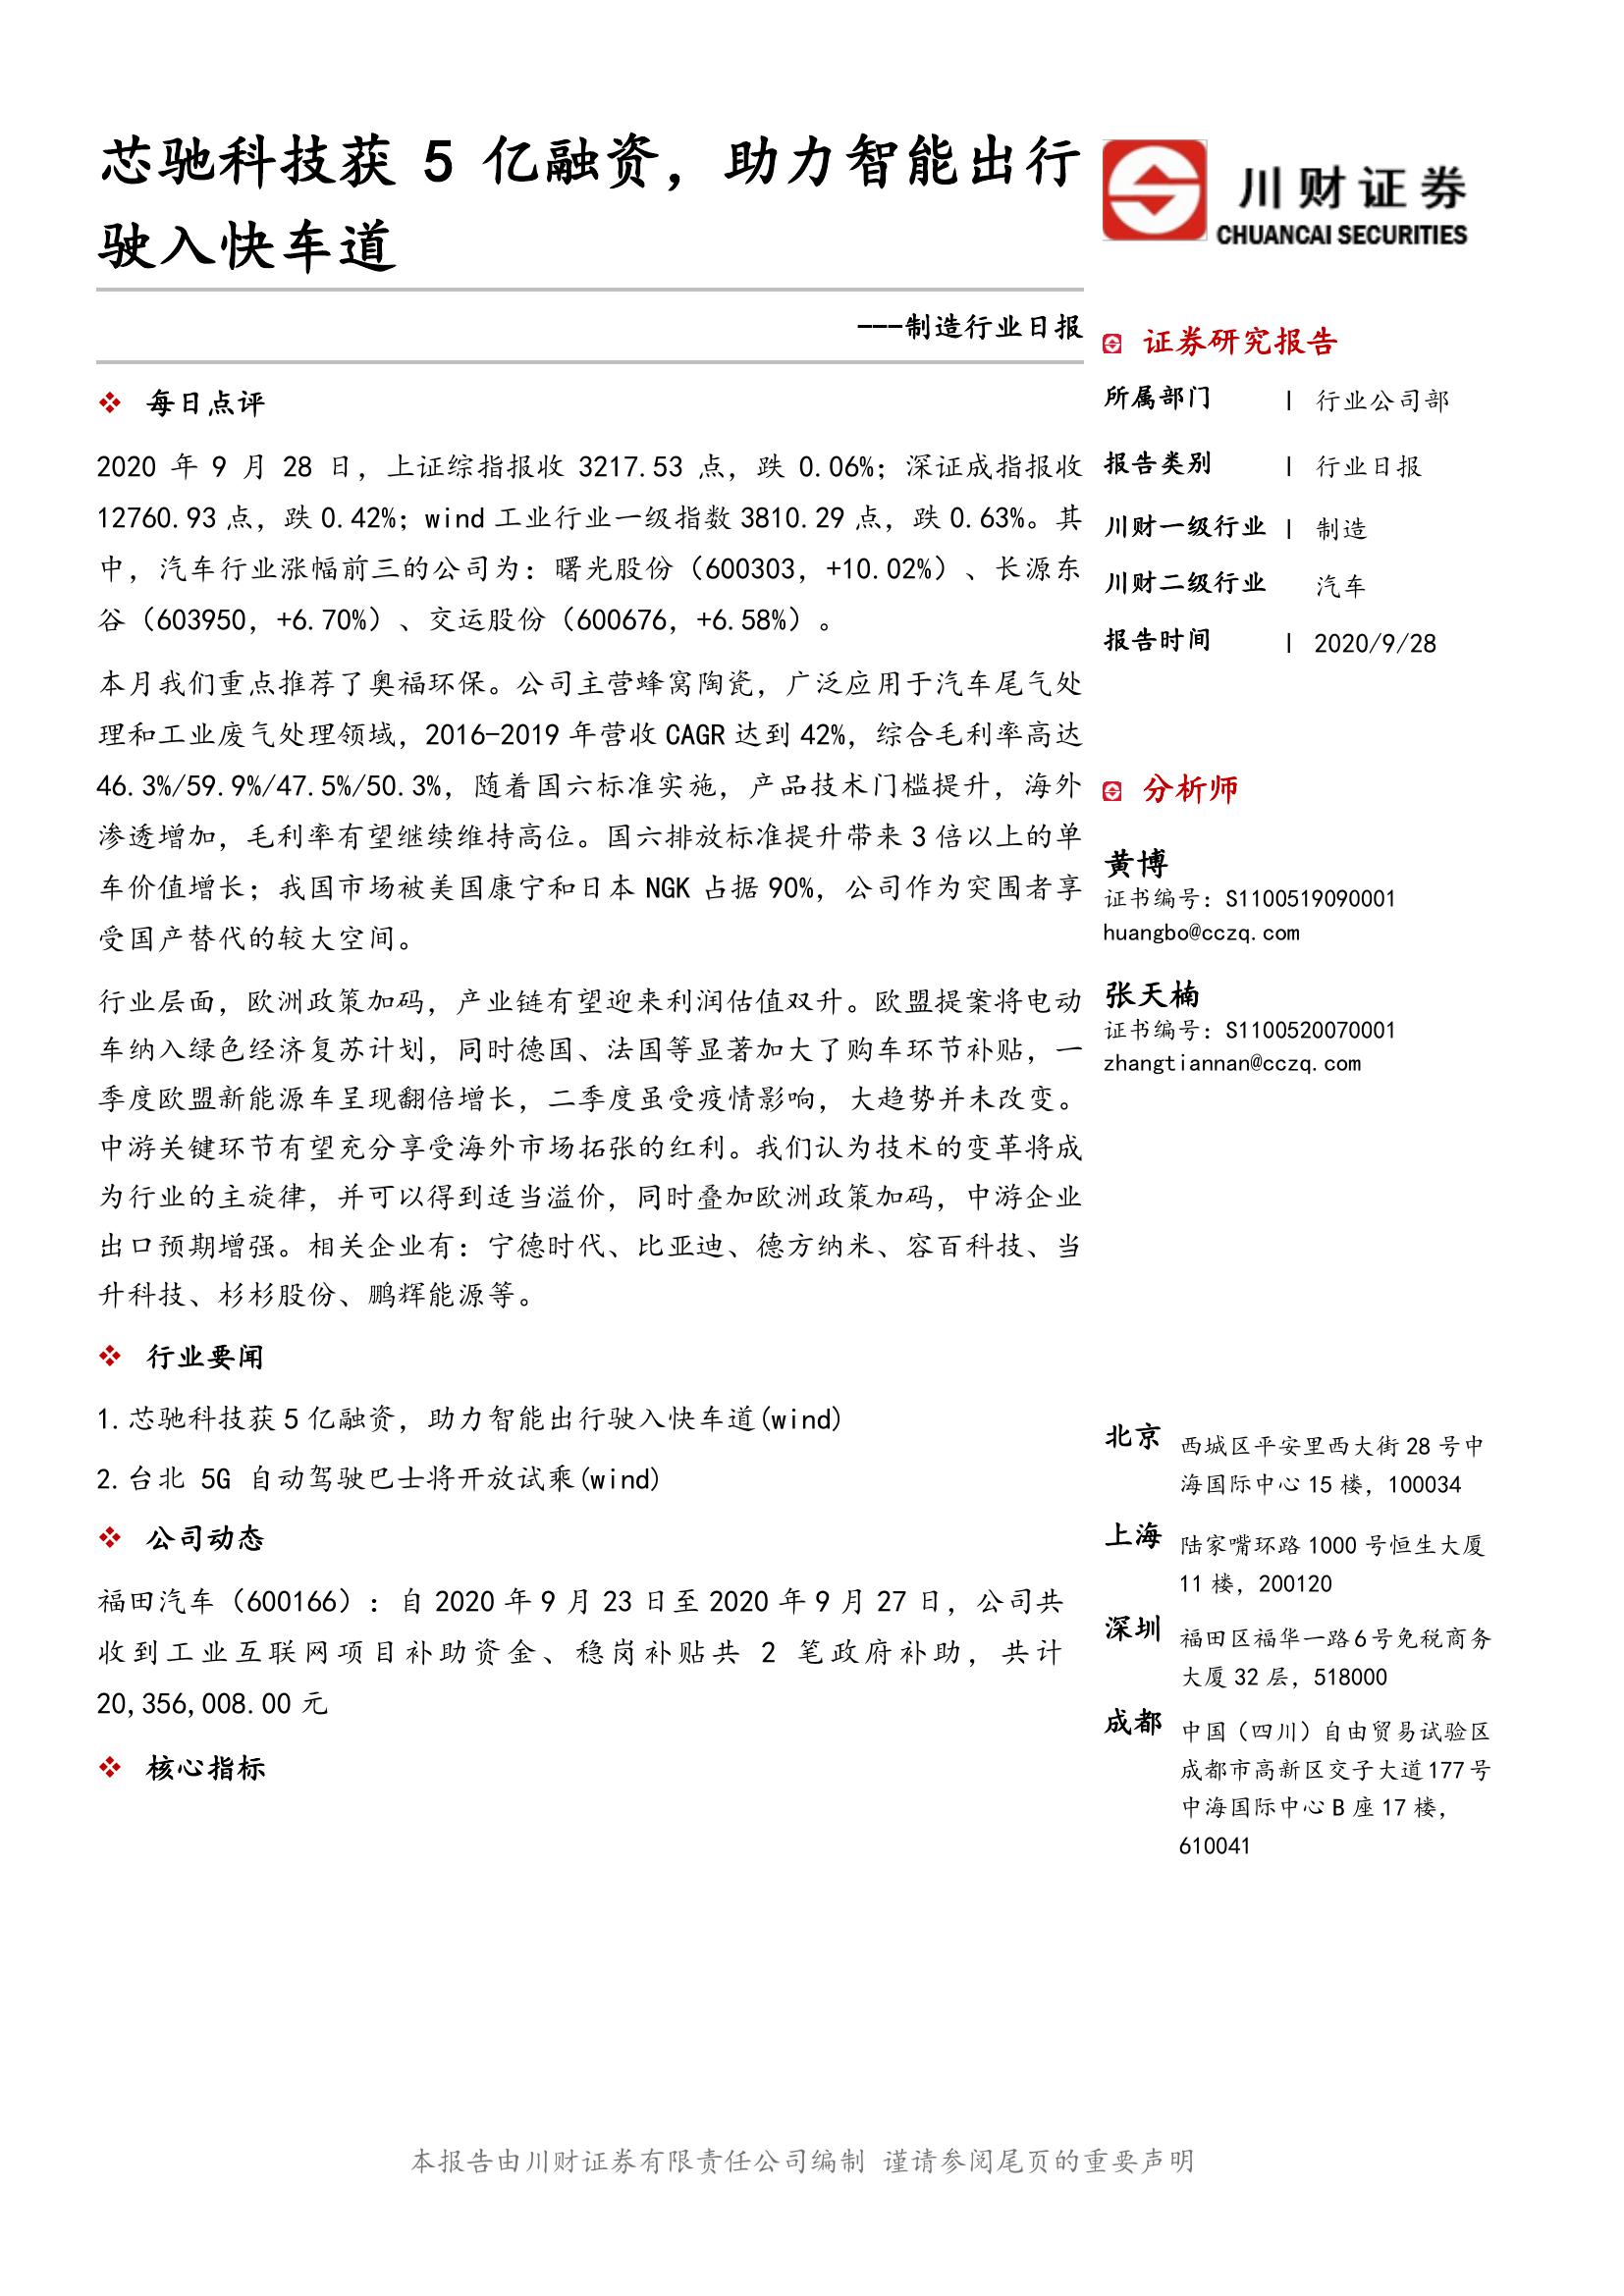 芯驰科技获 5 亿融资，助力智能出行
驶入快车道
---制造行业日报
每日点评
2020 年 9 月 28 日，上证综指报收 3217.53 点，跌 0.06%；深证成指报收
12760.93 点，跌 0.42%；wind 工业行业一级指数 3810.29 点，跌 0.63%。其
中，汽车行业涨幅前三的公司为：曙光股份（600303，+10.02%）、长源东
谷（603950，+6.70%）、交运股份（600676，+6.58%）。
本月我们重点推荐了奥福环保。公司主营蜂窝陶瓷，广泛应用于汽车尾气处
理和工业废气处理领域，2016-2019 年营收 CAGR 达到 42%，综合毛利率高达
46.3%/59.9%/47.5%/50.3%，随着国六标准实施，产品技术门槛提升，海外
渗透增加，毛利率有望继续维持高位。国六排放标准提升带来 3 倍以上的单
车价值增长；我国市场被美国康宁和日本 NGK 占据 90%，公司作为突围者享
受国产替代的较大空间。
行业层面，欧洲政策加码，产业链有望迎来利润估值双升。欧盟提案将电动
车纳入绿色经济复苏计划，同时德国、法国等显著加大了购车环节补贴，一
季度欧盟新能源车呈现翻倍增长，二季度虽受疫情影响，大趋势并未改变。
中游关键环节有望充分享受海外市场拓张的红利。我们认为技术的变革将成
为行业的主旋律，并可以得到适当溢价，同时叠加欧洲政策加码，中游企业
出口预期增强。相关企业有：宁德时代、比亚迪、德方纳米、容百科技、当
升科技、杉杉股份、鹏辉能源等。
行业要闻
1.芯驰科技获 5 亿融资，助力智能出行驶入快车道(wind)
2.台北 5G 自动驾驶巴士将开放试乘(wind)
公司动态
福田汽车（600166）：自 2020 年 9 月 23 日至 2020 年 9 月 27 日，公司共
收到工业互联网项目补助资金、稳岗补贴共 2 笔政府补助，共计
20,356,008.00 元
核心指标
川财证券
CHUANCAI SECURITIES
证券研究报告
所属部门 | 行业公司部
报告类别 | 行业日报
川财一级行业 | 制造
川财二级行业 汽车
报告时间 | 2020/9/28
分析师
黄博
证书编号：S1100519090001
huangbo@cczq.com
张天楠
证书编号：S1100520070001
zhangtiannan@cczq.com
北京 西城区平安里西大街 28 号中
海国际中心 15 楼，100034
上海 陆家嘴环路 1000 号恒生大厦
11 楼，200120
深圳 福田区福华一路 6 号免税商务
大厦 32 层，518000
成都 中国（四川）自由贸易试验区
成都市高新区交子大道 177 号
中海国际中心 B 座 17 楼，
610041
本报告由川财证券有限责任公司编制 谨请参阅尾页的重要声明